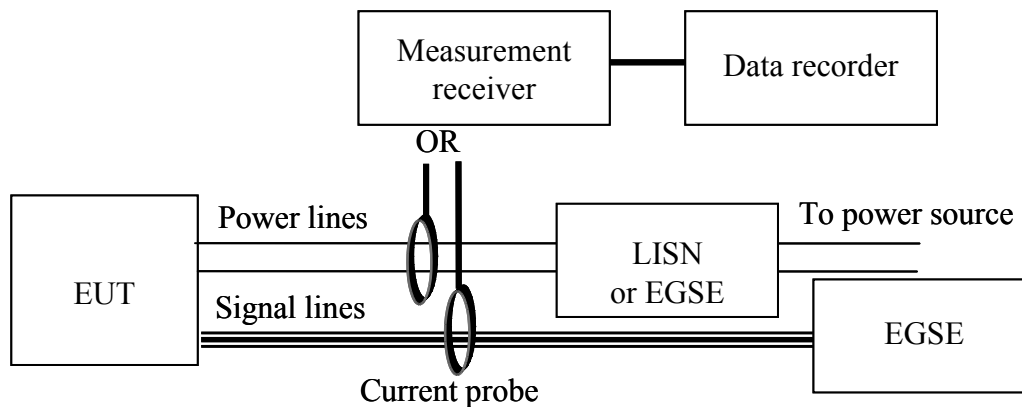 Measurement
receiver
Data recorder
OR
Power lines
To power source
LISN
or EGSE
EUT
Signal lines
EGSE
Current probe